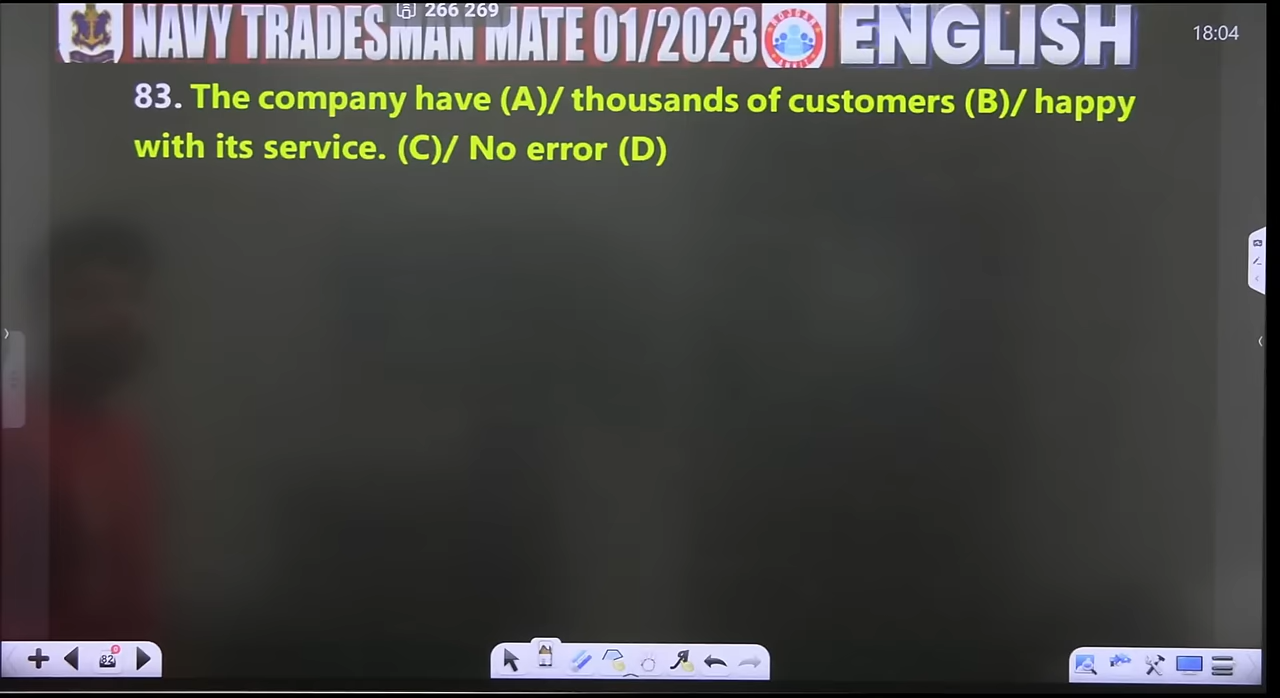 266 269
NAVY TRADESMAN MATE 01/2023 ENGLISH
18:04
83. The company have (A)/ thousands of customers (B)/ happy
with its service. (C)/ No error (D)
82